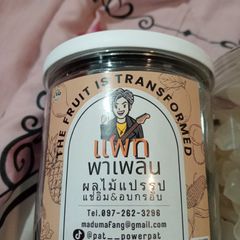 THE FRUIT IS TRANSFORMED
แพท
พาเพลิน
ผลไม้แปรรูป
แช่อิ่ม&อบกรอบ
Tel.097-262-3296
madumafang@gmail.com
@pat__powerpat